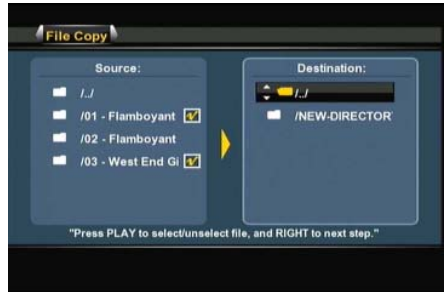 File Copy
Source:
Destination:
/../
/01 - Flamboyant
/02 - Flamboyant
/03 - West End Gi
/../
/NEW-DIRECTOR
"Press PLAY to select/unselect file, and RIGHT to next step."